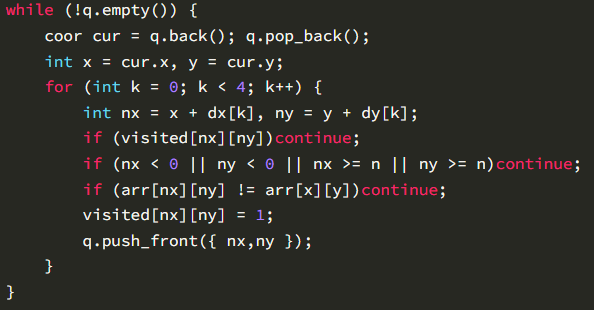 while (!q.empty()) {
    coor cur = q.back(); q.pop_back();
    int x = cur.x, y = cur.y;
    for (int k = 0; k < 4; k++) {
        int nx = x + dx[k], ny = y + dy[k];
        if (visited[nx][ny])continue;
        if (nx < 0 || ny < 0 || nx >= n || ny >= n)continue;
        if (arr[nx][ny] != arr[x][y])continue;
        visited[nx][ny] = 1;
        q.push_front({ nx,ny });
    }
}